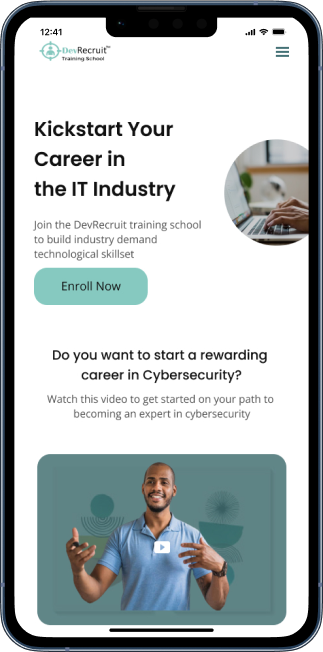 12:41
DevRecruit™
Training School
Kickstart Your
Career in
the IT Industry
Join the DevRecruit training school
to build industry demand
technological skillset
Enroll Now
Do you want to start a rewarding
career in Cybersecurity?
Watch this video to get started on your path to
becoming an expert in cybersecurity